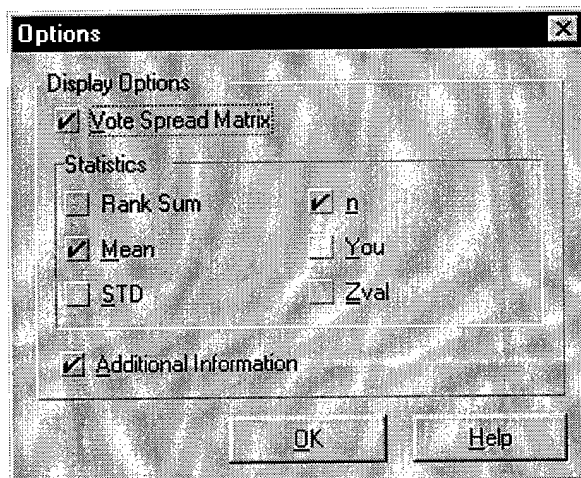 Options
Display Options
Vote Spread Matrix
Statistics
Rank Sum
n
Mean
You
STD
Zval
Additional Information
OK
Help